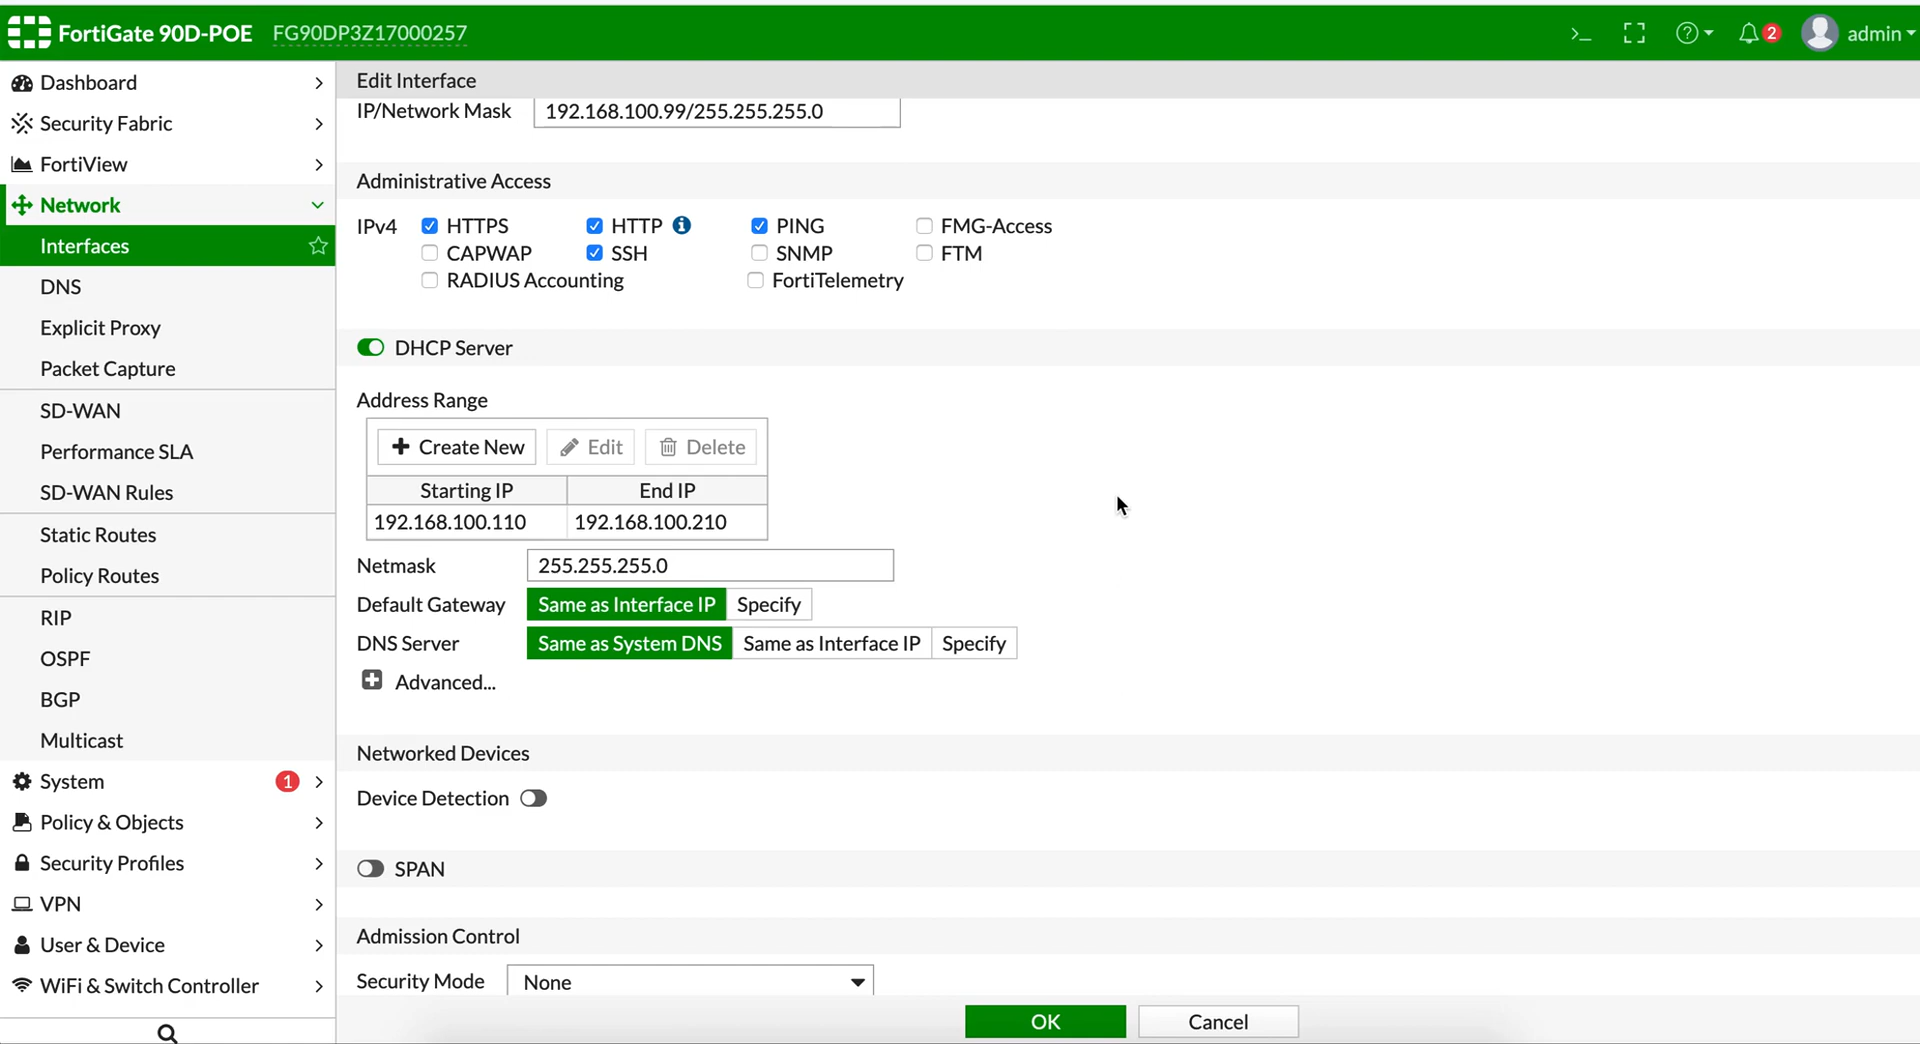 FortiGate 90D-POE FG90DP3Z17000257
2 admin
Dashboard
Security Fabric
FortiView
Network
Interfaces
DNS
Explicit Proxy
Packet Capture
SD-WAN
Performance SLA
SD-WAN Rules
Static Routes
Policy Routes
RIP
OSPF
BGP
Multicast
System 1
Policy & Objects
Security Profiles
VPN
User & Device
WiFi & Switch Controller
Edit Interface
IP/Network Mask 192.168.100.99/255.255.255.0
Administrative Access
IPv4 HTTPS HTTP PING FMG-Access
CAPWAP SSH SNMP FTM
RADIUS Accounting FortiTelemetry
DHCP Server
Address Range
+ Create New Edit Delete
Starting IP End IP
192.168.100.110 192.168.100.210
Netmask 255.255.255.0
Default Gateway Same as Interface IP Specify
DNS Server Same as System DNS Same as Interface IP Specify
Advanced...
Networked Devices
Device Detection
SPAN
Admission Control
Security Mode None
OK Cancel